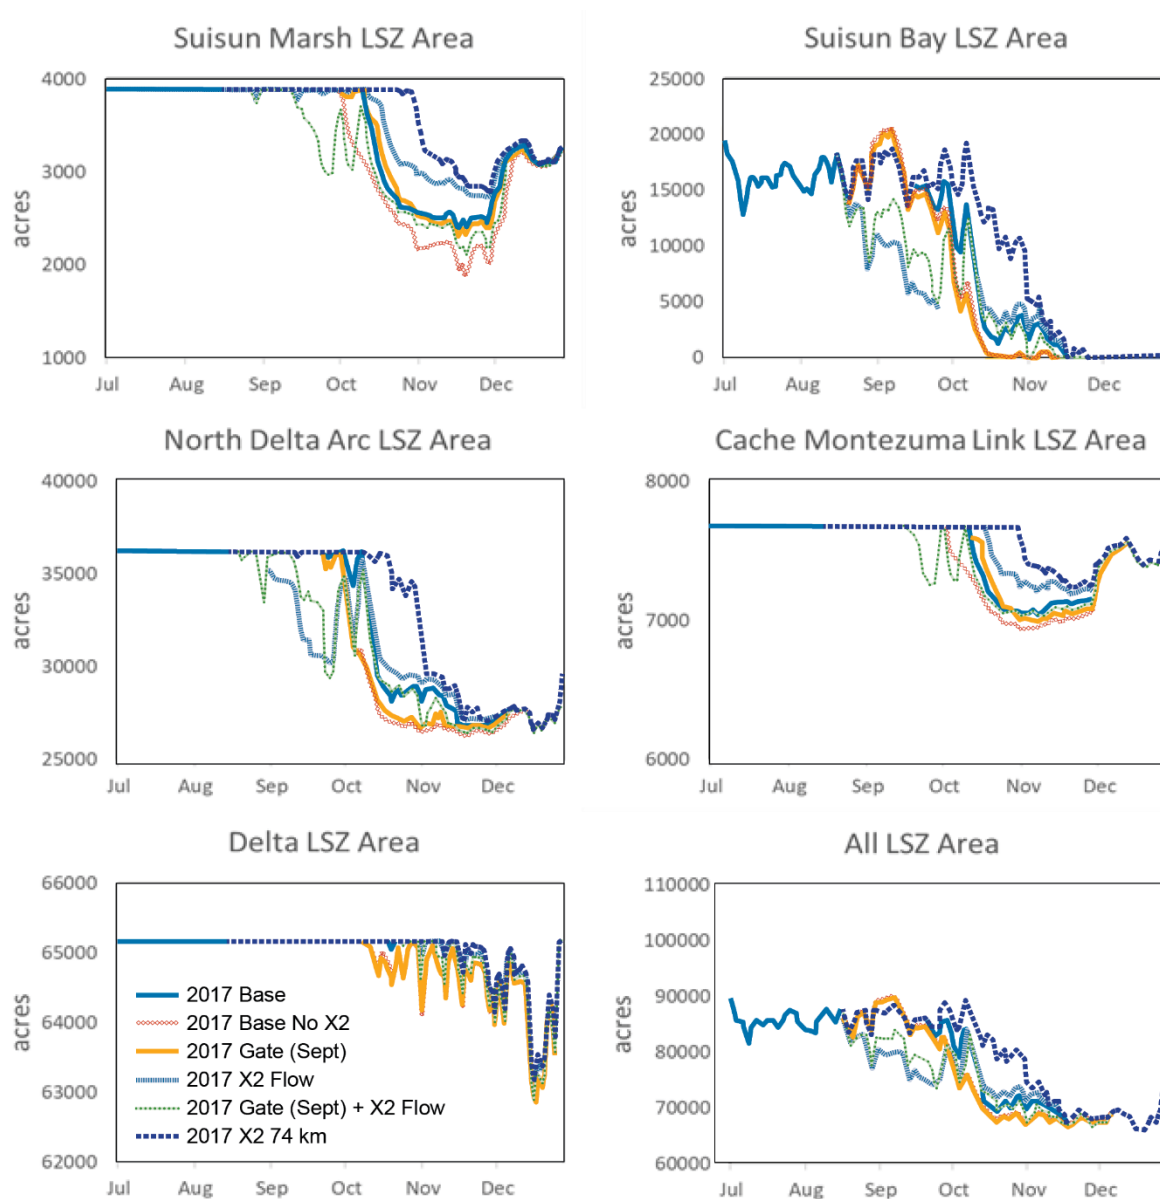 Suisun Marsh LSZ Area
4000
3000
2000
1000
acres
Jul Aug Sep Oct Nov Dec
Suisun Bay LSZ Area
25000
20000
15000
10000
5000
0
acres
Jul Aug Sep Oct Nov Dec
North Delta Arc LSZ Area
40000
35000
30000
25000
acres
Jul Aug Sep Oct Nov Dec
Cache Montezuma Link LSZ Area
8000
7000
6000
acres
Jul Aug Sep Oct Nov Dec
Delta LSZ Area
66000
65000
64000
63000
62000
acres
2017 Base
2017 Base No X2
2017 Gate (Sept)
2017 X2 Flow
2017 Gate (Sept) + X2 Flow
2017 X2 74 km
Jul Aug Sep Oct Nov Dec
All LSZ Area
110000
100000
90000
80000
70000
60000
acres
Jul Aug Sep Oct Nov Dec